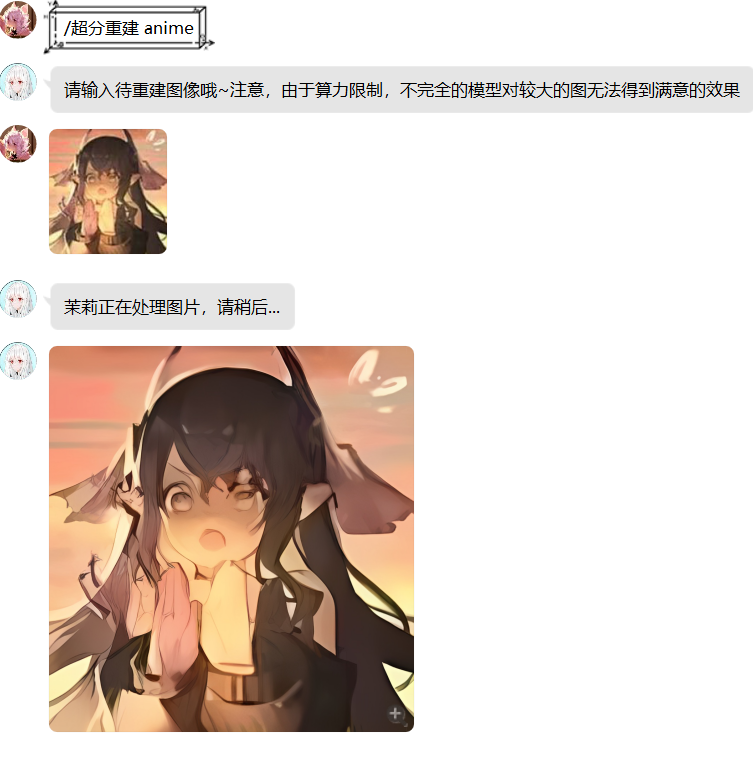 /超分重建 anime
请输入待重建图像哦~注意，由于算力限制，不完全的模型对较大的图无法得到满意的效果
茉莉正在处理图片，请稍后...